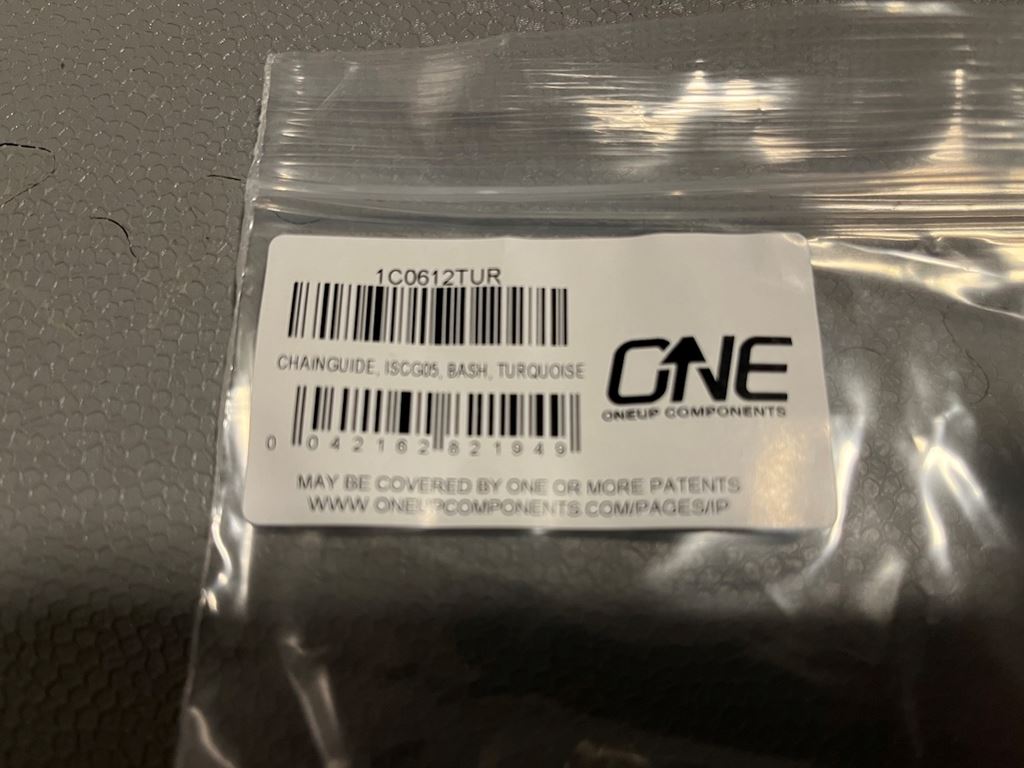 1C0612TUR
CHAINGUIDE, ISCG05, BASH, TURQUOISE
0 042162 821949
ONE
ONEUP COMPONENTS
MAY BE COVERED BY ONE OR MORE PATENTS
WWW.ONEUPCOMPONENTS.COM/PAGES/IP